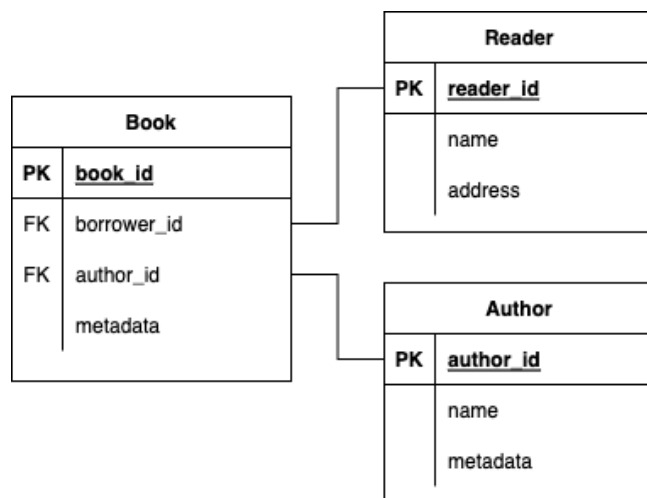 Book
PK book_id
FK borrower_id
FK author_id
metadata
Reader
PK reader_id
name
address
Author
PK author_id
name
metadata